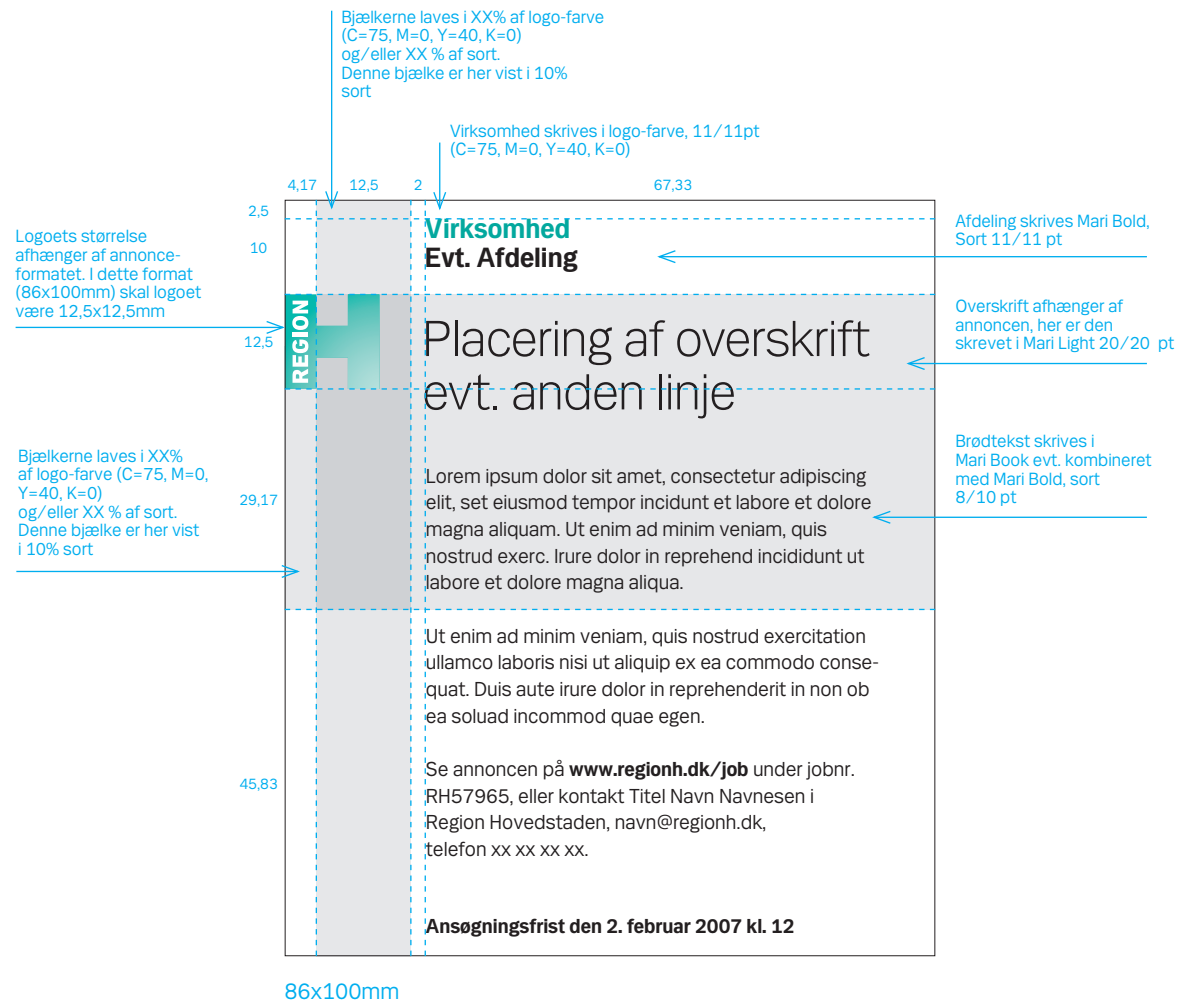 Bjælkerne laves i XX% af logo-farve
(C=75, M=0, Y=40, K=0)
og/eller XX % af sort.
Denne bjælke er her vist i 10%
sort
Virksomhed skrives i logo-farve, 11/11pt
(C=75, M=0, Y=40, K=0)
4,17
12,5
2
67,33
2,5
10
12,5
29,17
45,83
Logoets størrelse
afhænger af annonce-
formatet. I dette format
(86x100mm) skal logoet
være 12,5x12,5mm
Bjælkerne laves i XX%
af logo-farve (C=75, M=0,
Y=40, K=0)
og/eller XX % af sort.
Denne bjælke er her vist
i 10% sort
REGION
H
Virksomhed
Evt. Afdeling
Placering af overskrift
evt. anden linje
Lorem ipsum dolor sit amet, consectetur adipiscing
elit, set eiusmod tempor incidunt et labore et dolore
magna aliquam. Ut enim ad minim veniam, quis
nostrud exerc. Irure dolor in reprehend incididunt ut
labore et dolore magna aliqua.
Ut enim ad minim veniam, quis nostrud exercitation
ullamco laboris nisi ut aliquip ex ea commodo conse-
quat. Duis aute irure dolor in reprehenderit in non ob
ea soluad incommod quae egen.
Se annoncen på www.regionh.dk/job under jobnr.
RH57965, eller kontakt Titel Navn Navnesen i
Region Hovedstaden, navn@regionh.dk,
telefon xx xx xx xx.
Ansøgningsfrist den 2. februar 2007 kl. 12
Afdeling skrives Mari Bold,
Sort 11/11 pt
Overskrift afhænger af
annoncen, her er den
skrevet i Mari Light 20/20 pt
Brødtekst skrives i
Mari Book evt. kombineret
med Mari Bold, sort
8/10 pt
86x100mm